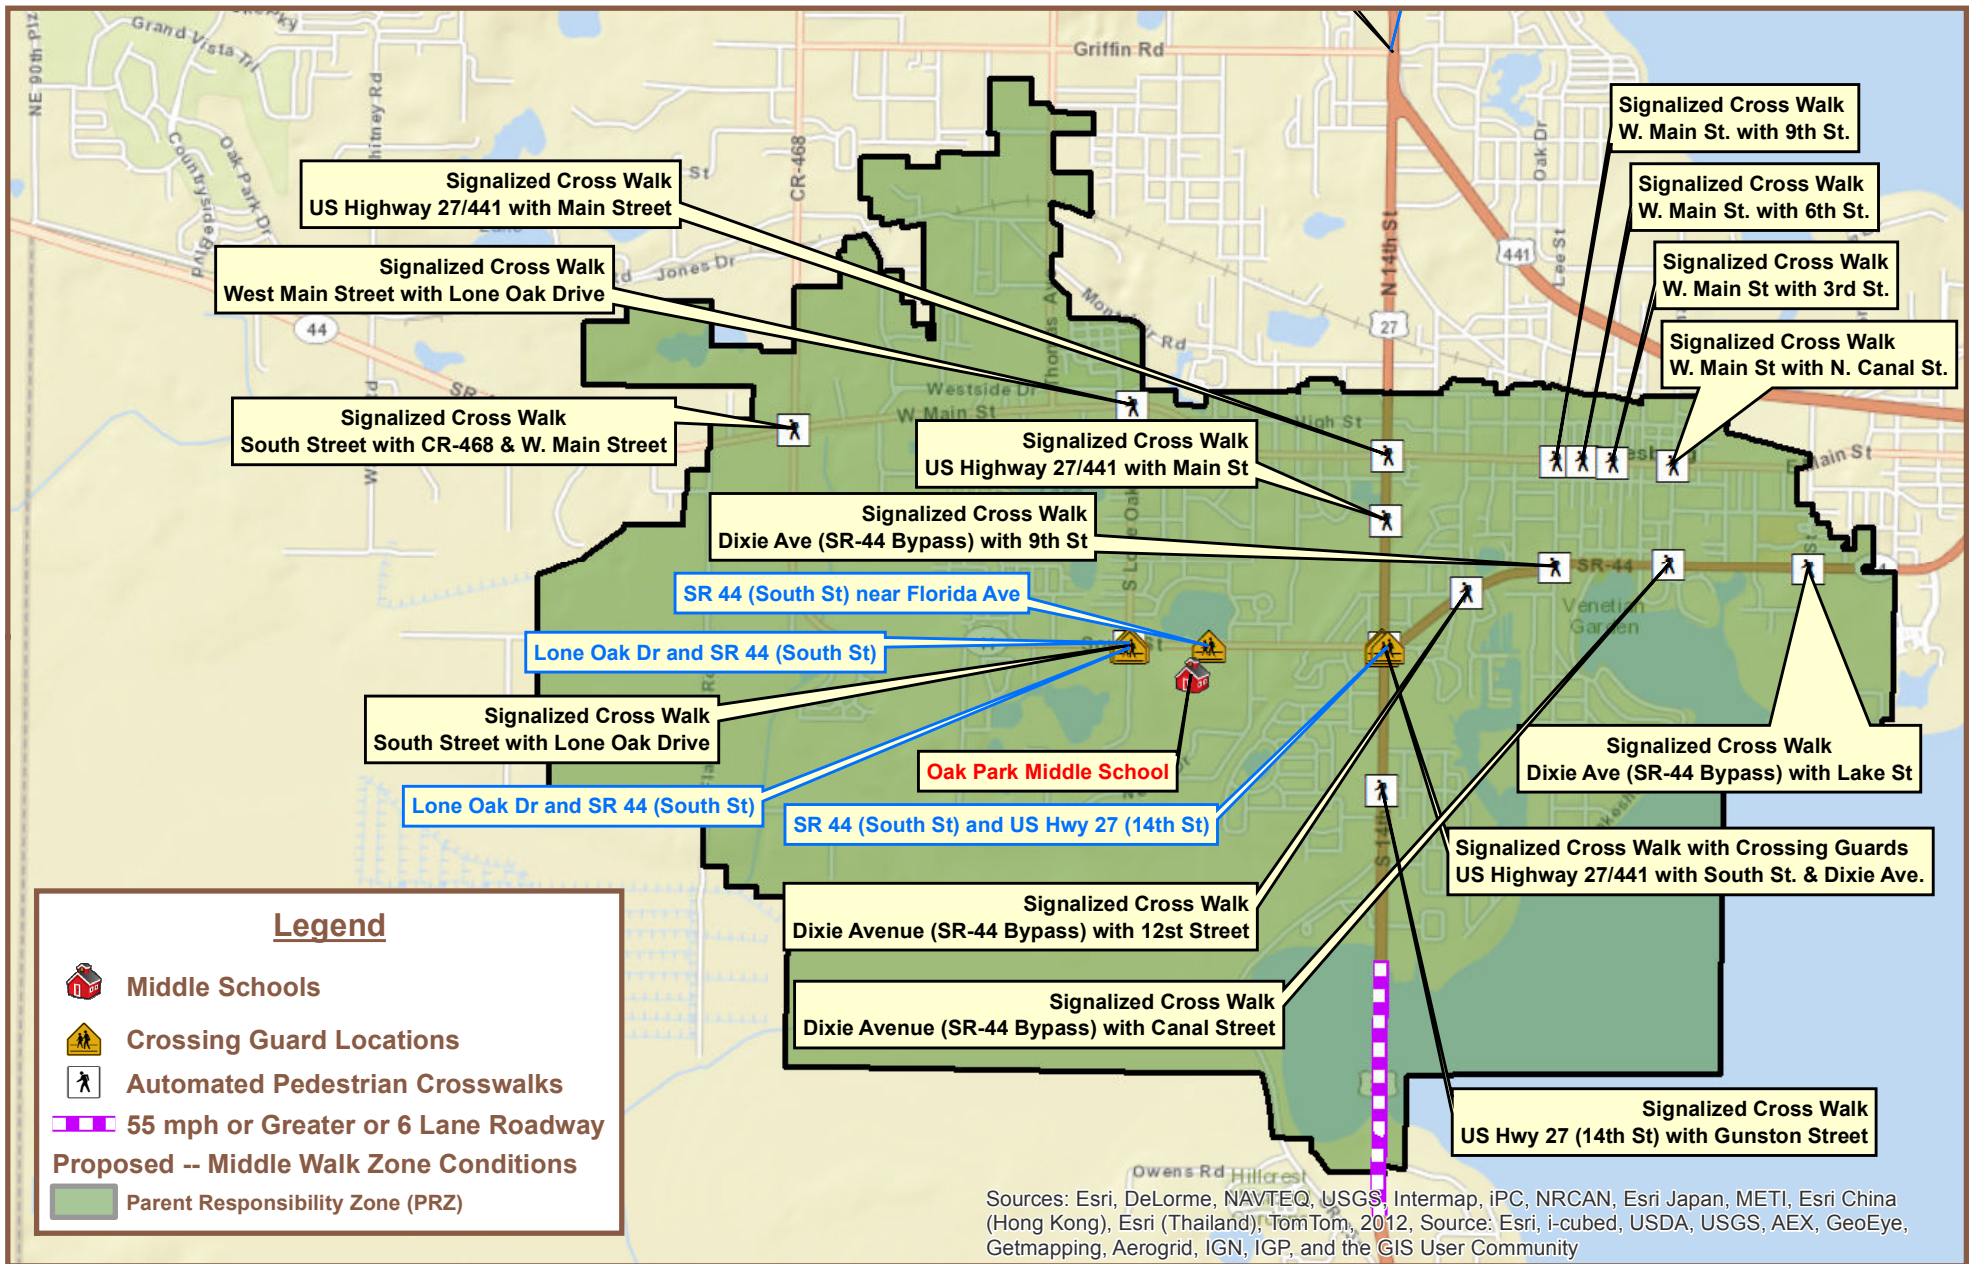 Griffin Rd
Grand Vista Trl
NE 90th Plz
Countryside Blvd
Oak Park Dr
CR-468
N 14th St
Oak Dr
441
Lee St
27
44
Jones Dr
Montclair Rd
Thomas Ave
Westside Dr
W Main St
High St
E Main St
S Lone Oak
SR-44
Venetian
Garden
Owens Rd
Hillcrest
Signalized Cross Walk
W. Main St. with 9th St.
Signalized Cross Walk
W. Main St. with 6th St.
Signalized Cross Walk
W. Main St with 3rd St.
Signalized Cross Walk
W. Main St with N. Canal St.
Signalized Cross Walk
US Highway 27/441 with Main Street
Signalized Cross Walk
West Main Street with Lone Oak Drive
Signalized Cross Walk
South Street with CR-468 & W. Main Street
Signalized Cross Walk
US Highway 27/441 with Main St
Signalized Cross Walk
Dixie Ave (SR-44 Bypass) with 9th St
SR 44 (South St) near Florida Ave
Lone Oak Dr and SR 44 (South St)
Signalized Cross Walk
South Street with Lone Oak Drive
Oak Park Middle School
Lone Oak Dr and SR 44 (South St)
SR 44 (South St) and US Hwy 27 (14th St)
Signalized Cross Walk
Dixie Ave (SR-44 Bypass) with Lake St
Signalized Cross Walk with Crossing Guards
US Highway 27/441 with South St. & Dixie Ave.
Signalized Cross Walk
Dixie Avenue (SR-44 Bypass) with 12st Street
Signalized Cross Walk
Dixie Avenue (SR-44 Bypass) with Canal Street
Signalized Cross Walk
US Hwy 27 (14th St) with Gunston Street
Legend
Middle Schools
Crossing Guard Locations
Automated Pedestrian Crosswalks
55 mph or Greater or 6 Lane Roadway
Proposed -- Middle Walk Zone Conditions
Parent Responsibility Zone (PRZ)
Sources: Esri, DeLorme, NAVTEQ, USGS, Intermap, iPC, NRCAN, Esri Japan, METI, Esri China
(Hong Kong), Esri (Thailand), TomTom, 2012, Source: Esri, i-cubed, USDA, USGS, AEX, GeoEye,
Getmapping, Aerogrid, IGN, IGP, and the GIS User Community